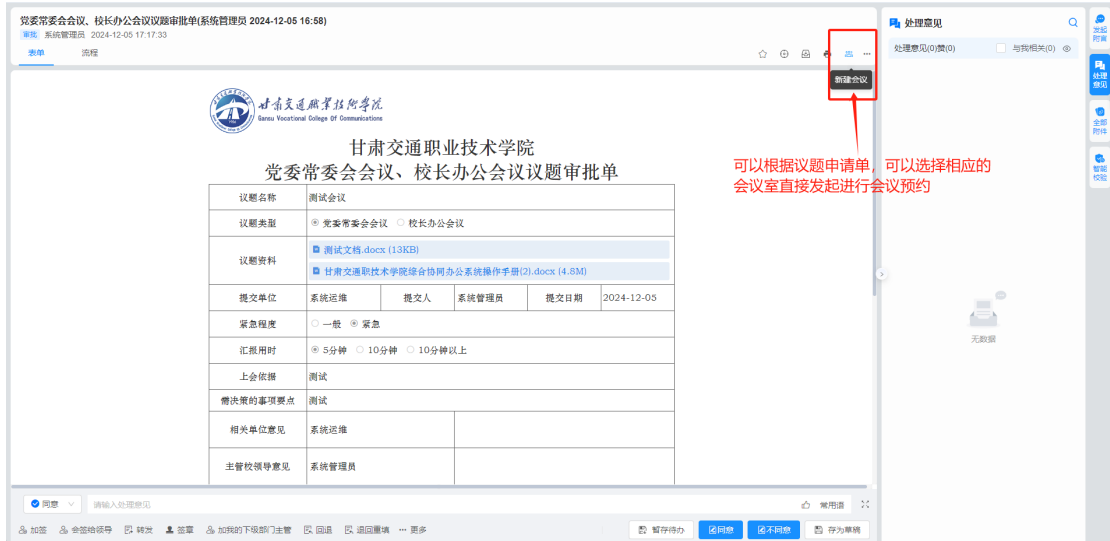 党委常委会会议、校长办公会议议题审批单(系统管理员 2024-12-05 16:58)
审批 系统管理员 2024-12-05 17:17:33
表单 流程
新建会议
甘肃交通职业技术学院
Gansu Vocational College Of Communications
甘肃交通职业技术学院
党委常委会会议、校长办公会议议题审批单
议题名称 测试会议
议题类型 党委常委会会议 校长办公会议
议题资料 测试文档.docx (13KB)
甘肃交通职技术学院综合协同办公系统操作手册(2).docx (4.8M)
提交单位 系统运维 提交人 系统管理员 提交日期 2024-12-05
紧急程度 一般 紧急
汇报用时 5分钟 10分钟 10分钟以上
上会依据 测试
需决策的事项要点 测试
相关单位意见 系统运维
主管校领导意见 系统管理员
可以根据议题申请单，可以选择相应的
会议室直接发起进行会议预约
同意 请输入处理意见 常用语
加签 会签给领导 转发 签章 加我的下级部门主管 回退 退回重填 ··· 更多
暂存待办 同意 不同意 存为草稿
处理意见
处理意见(0)赞(0) 与我相关(0)
无数据
发起
附言
处理
意见
全部
附件
智能
校验